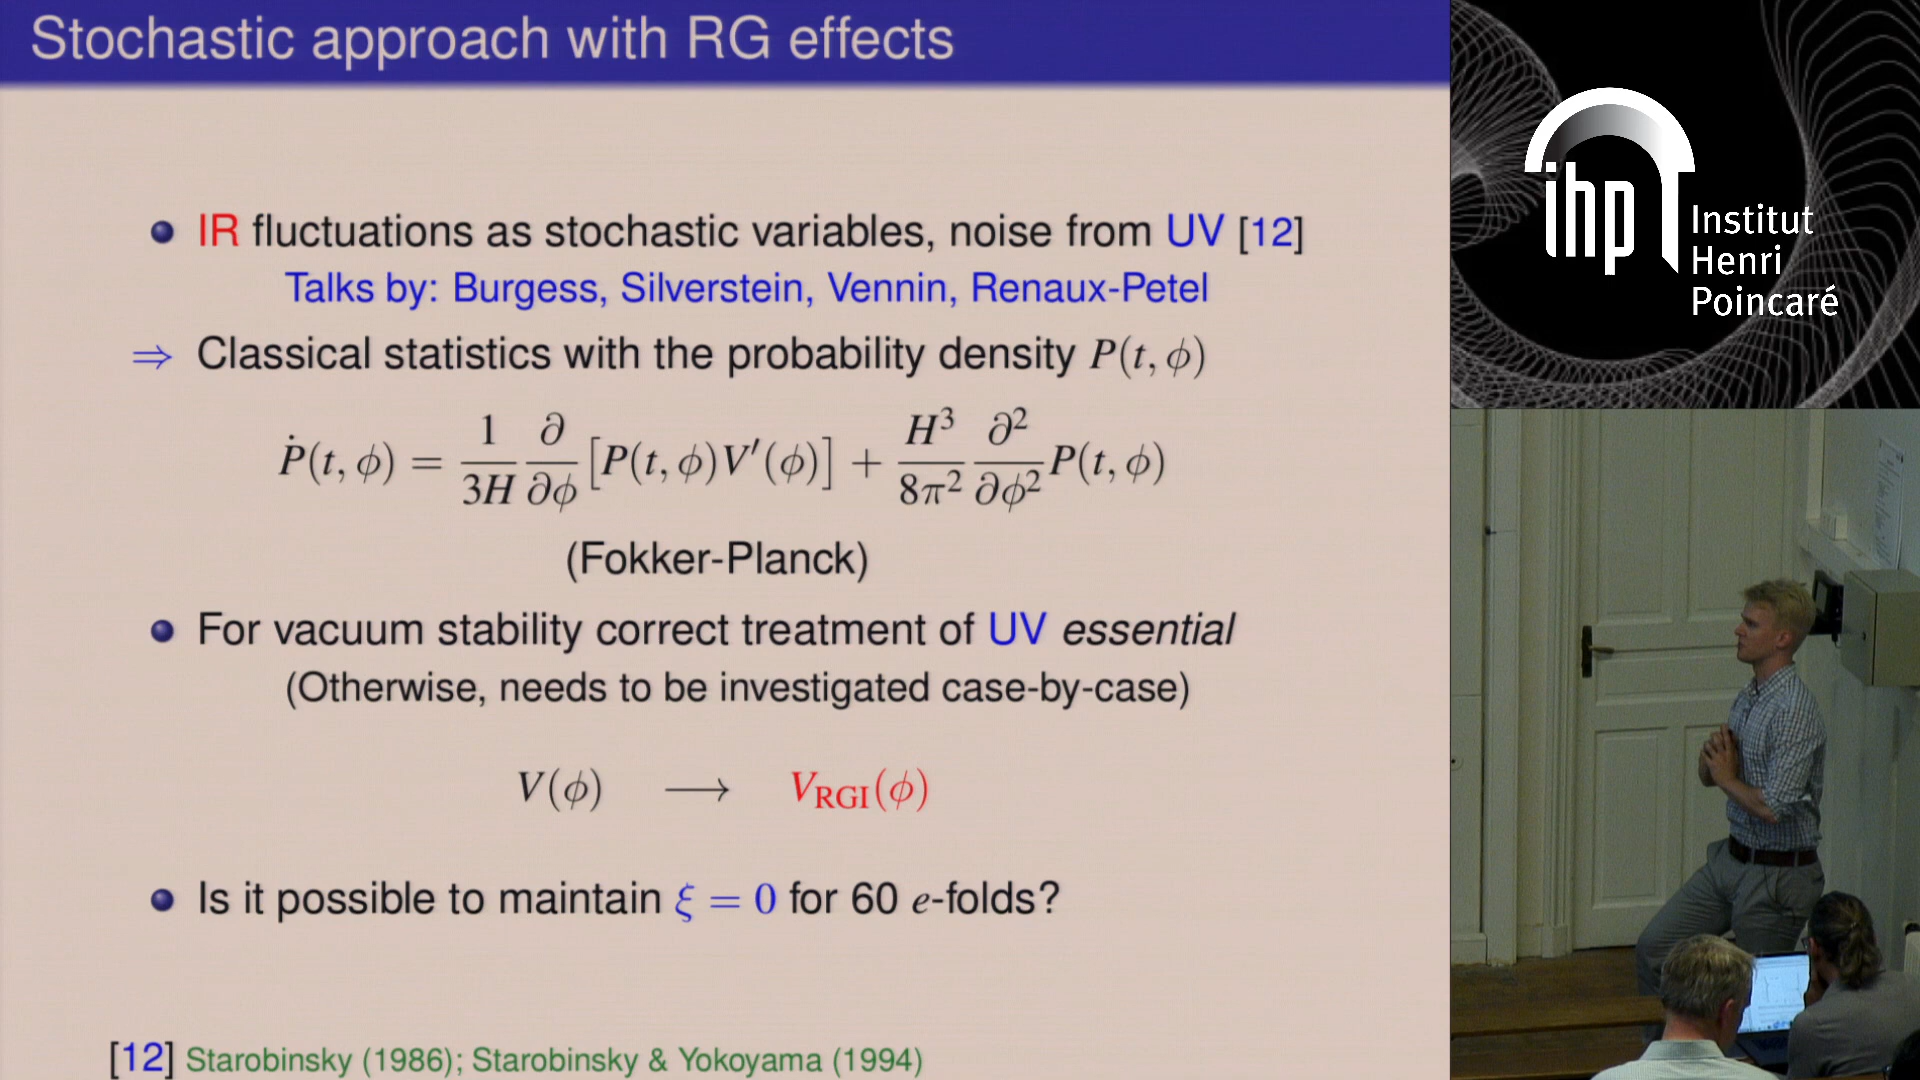 Stochastic approach with RG effects
IR fluctuations as stochastic variables, noise from UV [12]
Talks by: Burgess, Silverstein, Vennin, Renaux-Petel
⇒ Classical statistics with the probability density P(t, ϕ)
Ṗ(t, ϕ) = 1/3H ∂/∂ϕ [P(t, ϕ)V′(ϕ)] + H³/8π² ∂²/∂ϕ² P(t, ϕ)
(Fokker-Planck)
For vacuum stability correct treatment of UV essential
(Otherwise, needs to be investigated case-by-case)
V(ϕ) → V_RGI(ϕ)
Is it possible to maintain ξ = 0 for 60 e-folds?
[12] Starobinsky (1986); Starobinsky & Yokoyama (1994)
ihp
Institut
Henri
Poincaré